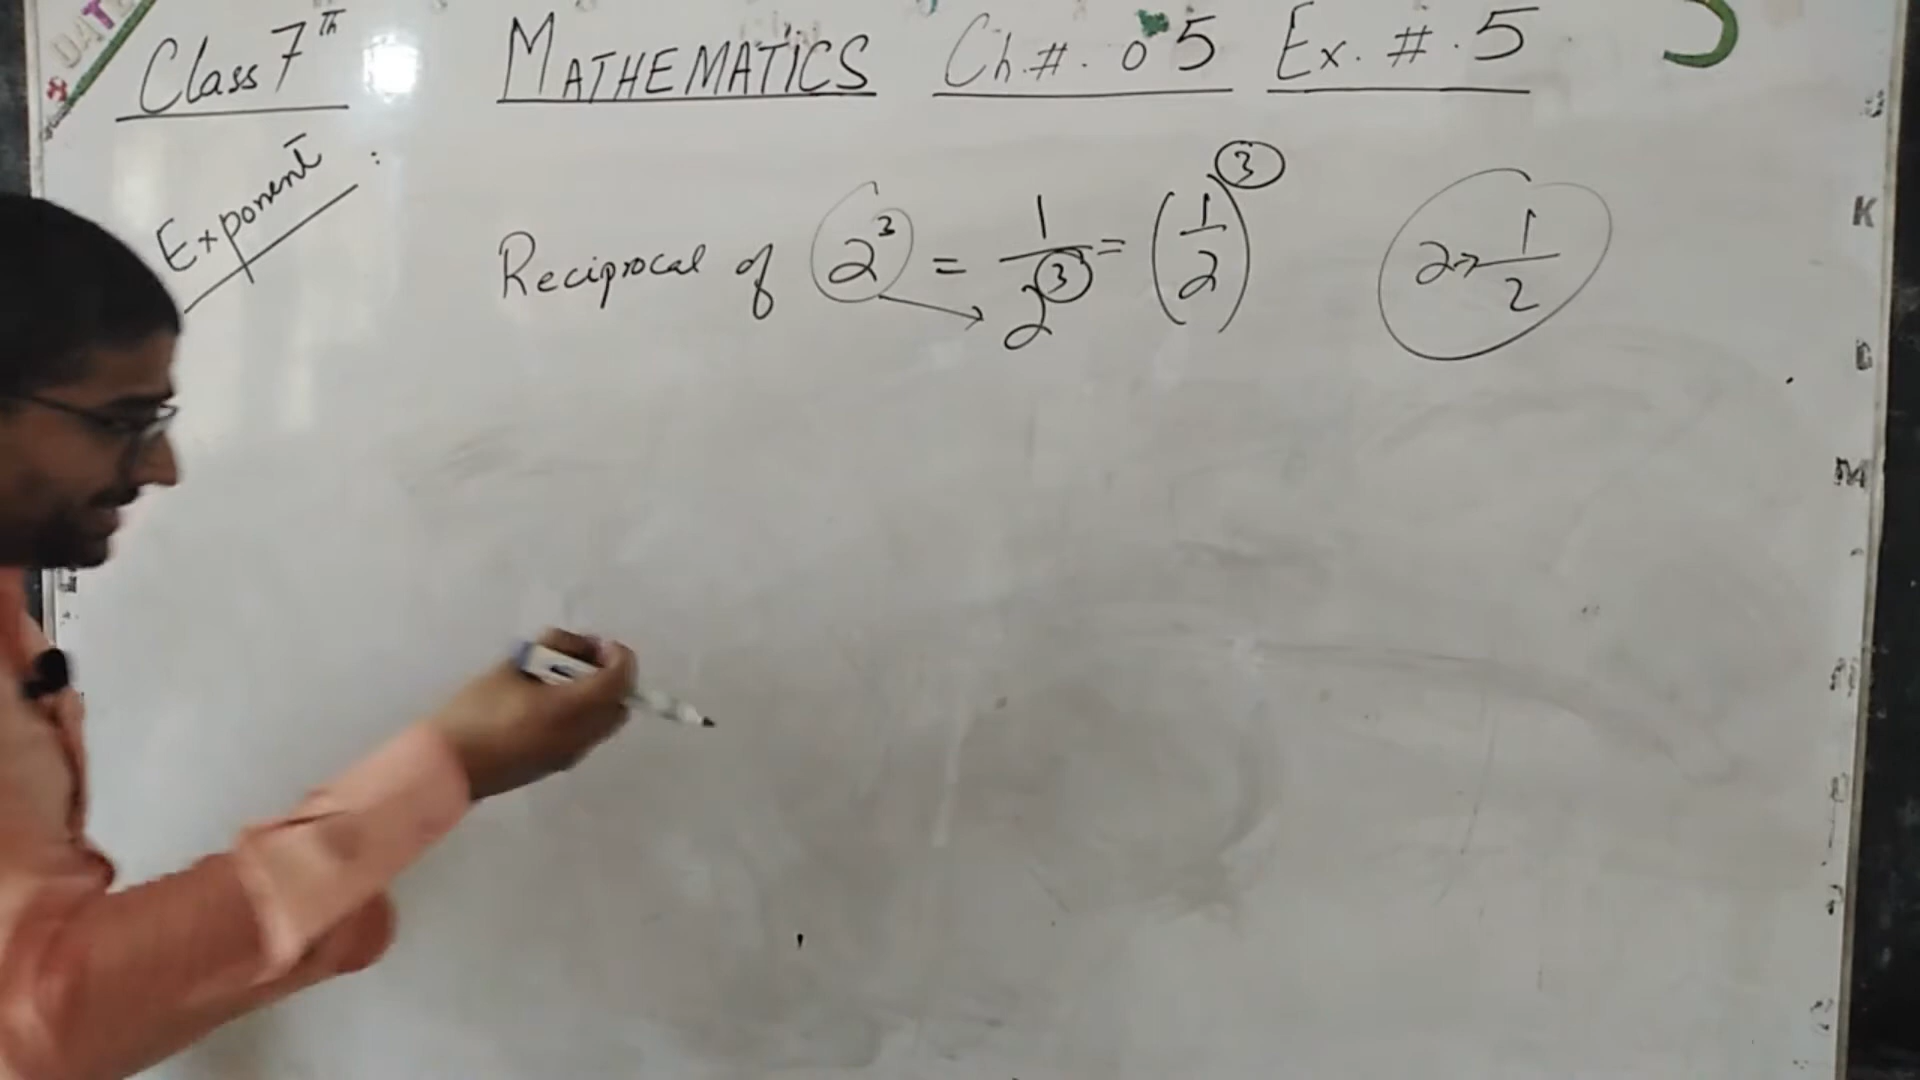 DATE
Class 7th MATHEMATICS Ch.#.05 Ex.#.5
Exponent :
Reciprocal of 2³ = 1/2³ = (1/2)³ 2→1/2